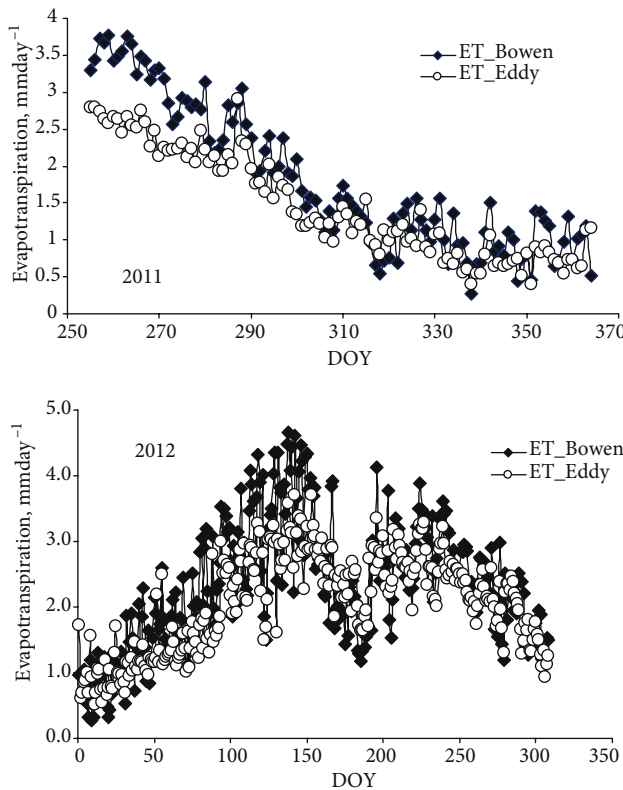 4
3.5
3
2.5
2
1.5
1
0.5
0
250 270 290 310 330 350 370
Evapotranspiration, mmday⁻¹
DOY
2011
ET_Bowen
ET_Eddy
5.0
4.0
3.0
2.0
1.0
0.0
0 50 100 150 200 250 300 350
Evapotranspiration, mmday⁻¹
DOY
2012
ET_Bowen
ET_Eddy